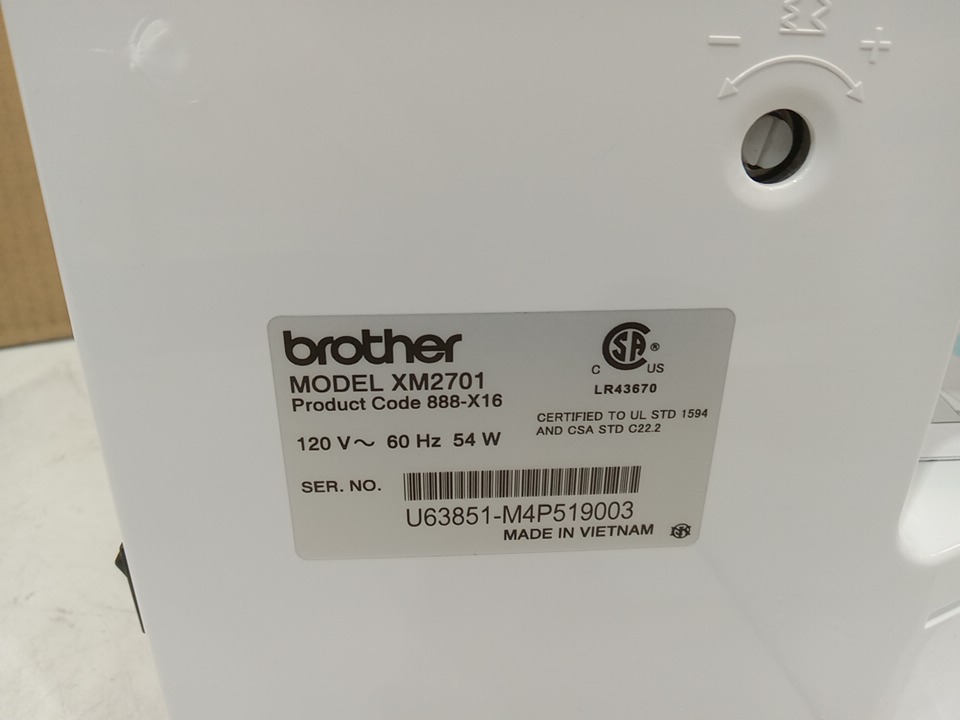 − +
brother
MODEL XM2701
Product Code 888-X16
120 V～ 60 Hz 54 W
SER. NO.
U63851-M4P519003
MADE IN VIETNAM
CSA ®
C US
LR43670
CERTIFIED TO UL STD 1594
AND CSA STD C22.2